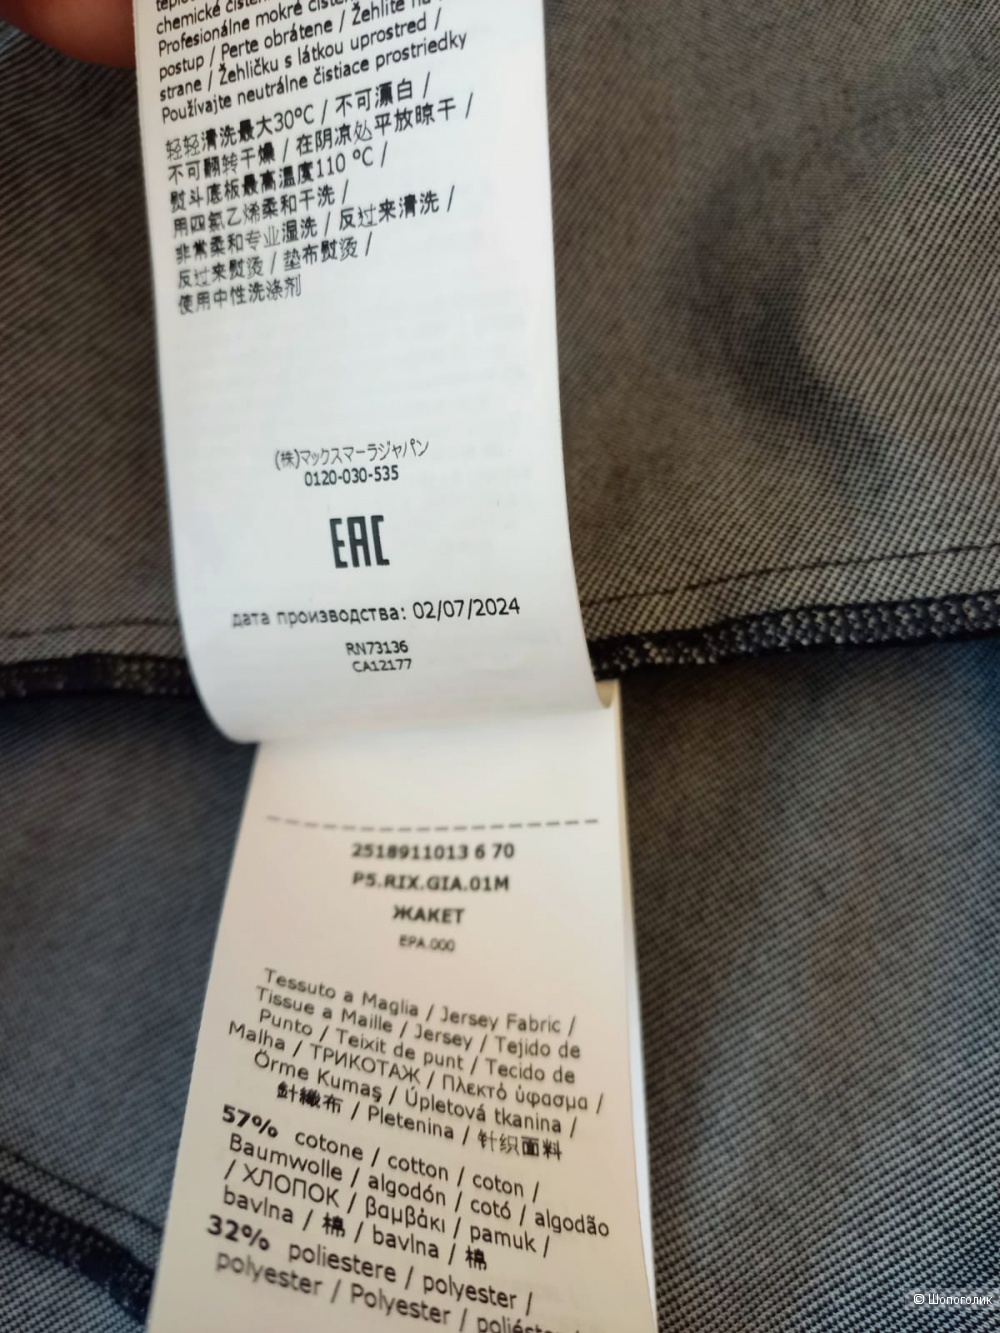 chemické
Profesionálne mokré
postup / Perte obrátene / Žehlite na
strane / Žehličku s látkou uprostred /
Používajte neutrálne čistiace prostriedky
轻轻清洗最大30ºC / 不可漂白 /
不可翻转干燥 / 在阴凉处平放晾干 /
熨斗底板最高温度110 ºC /
用四氯乙烯柔和干洗 /
非常柔和专业湿洗 / 反过来清洗 /
反过来熨烫 / 垫布熨烫 /
使用中性洗涤剂
(株)マックスマーラジャパン
0120-030-535
EAC
дата производства: 02/07/2024
RN73136
CA12177
2518911013 6 70
P5.RIX.GIA.01M
ЖАКЕТ
EPA.000
Tessuto a Maglia / Jersey Fabric /
Tissue a Maille / Jersey / Tejido de
Punto / Teixit de punt / Tecido de
Malha / ТРИКОТАЖ / Πλεκτό ύφασμα /
Örme Kumaş / Úpletová tkanina /
針織布 / Pletenina / 针织面料
57% cotone / cotton / coton /
Baumwolle / algodón / cotó / algodão
/ ХЛОПОК / βαμβάκι / pamuk /
bavlna / 棉 / bavlna / 棉
32% poliestere / polyester /
polyester / Polyester /
© Шопоголик